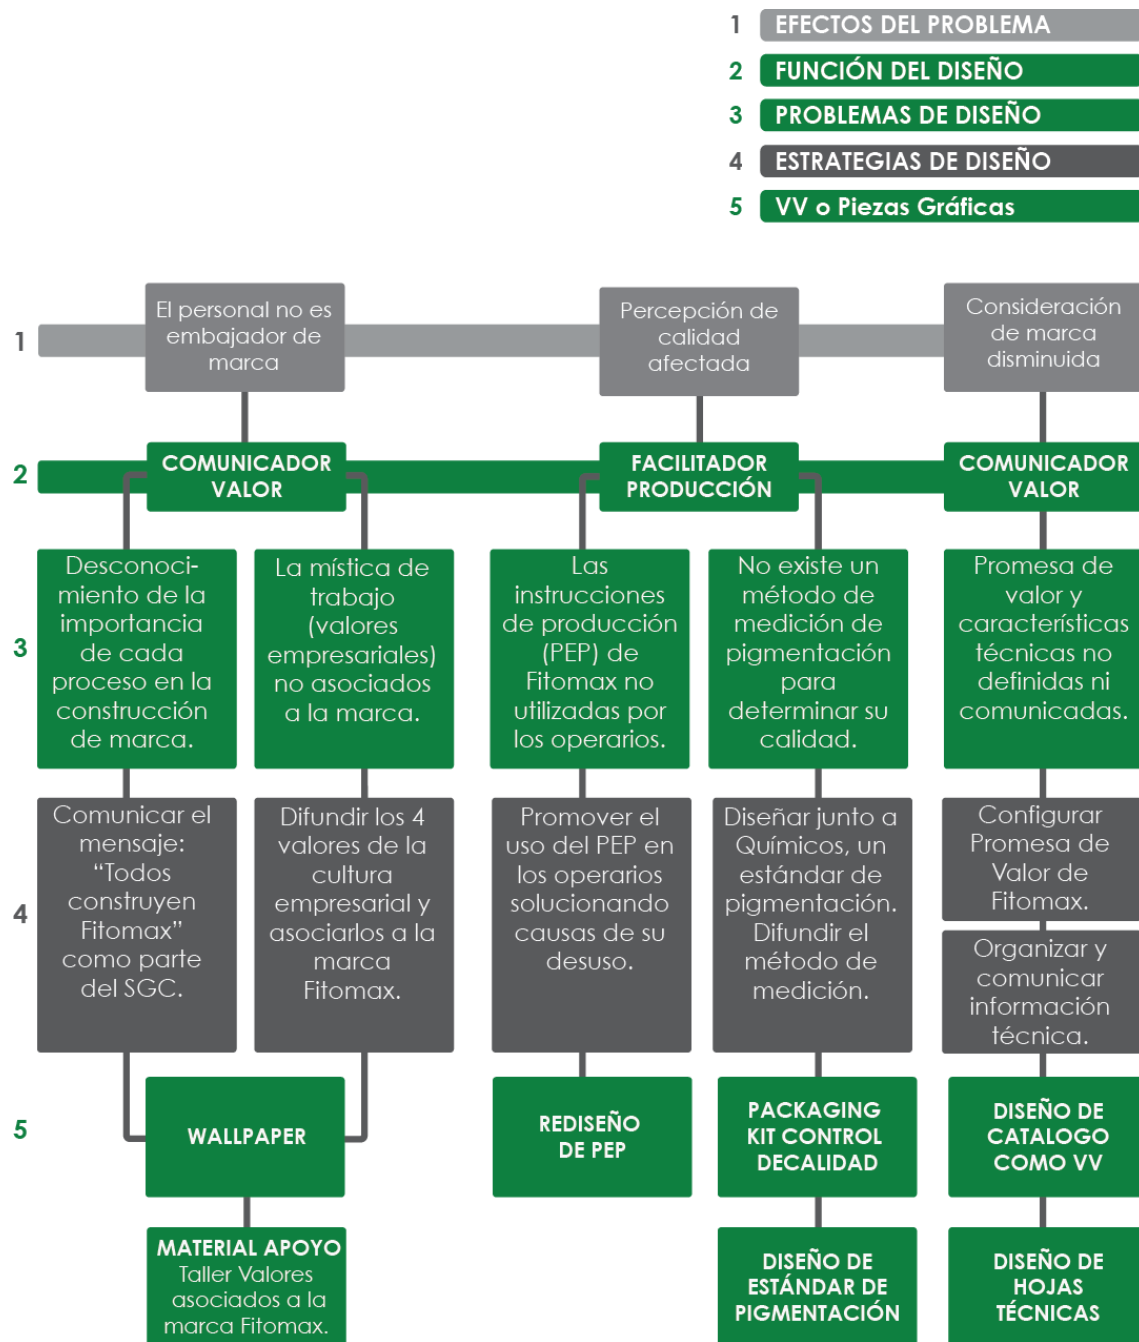 1 EFECTOS DEL PROBLEMA
2 FUNCIÓN DEL DISEÑO
3 PROBLEMAS DE DISEÑO
4 ESTRATEGIAS DE DISEÑO
5 VV o Piezas Gráficas
1
El personal no es
embajador de
marca
Percepción de
calidad
afectada
Consideración
de marca
disminuida
2
COMUNICADOR
VALOR
FACILITADOR
PRODUCCIÓN
COMUNICADOR
VALOR
3
Desconoci-
miento de la
importancia
de cada
proceso en la
construcción
de marca.
La mística de
trabajo
(valores
empresariales)
no asociados
a la marca.
Las
instrucciones
de producción
(PEP) de
Fitomax no
utilizadas por
los operarios.
No existe un
método de
medición de
pigmentación
para
determinar su
calidad.
Promesa de
valor y
características
técnicas no
definidas ni
comunicadas.
4
Comunicar el
mensaje:
“Todos
construyen
Fitomax”
como parte
del SGC.
Difundir los 4
valores de la
cultura
empresarial y
asociarlos a la
marca
Fitomax.
Promover el
uso del PEP en
los operarios
solucionando
causas de su
desuso.
Diseñar junto a
Químicos, un
estándar de
pigmentación.
Difundir el
método de
medición.
Configurar
Promesa de
Valor de
Fitomax.
Organizar y
comunicar
información
técnica.
5
WALLPAPER
REDISEÑO
DE PEP
PACKAGING
KIT CONTROL
DECALIDAD
DISEÑO DE
CATALOGO
COMO VV
MATERIAL APOYO
Taller Valores
asociados a la
marca Fitomax.
DISEÑO DE
ESTÁNDAR DE
PIGMENTACIÓN
DISEÑO DE
HOJAS
TÉCNICAS